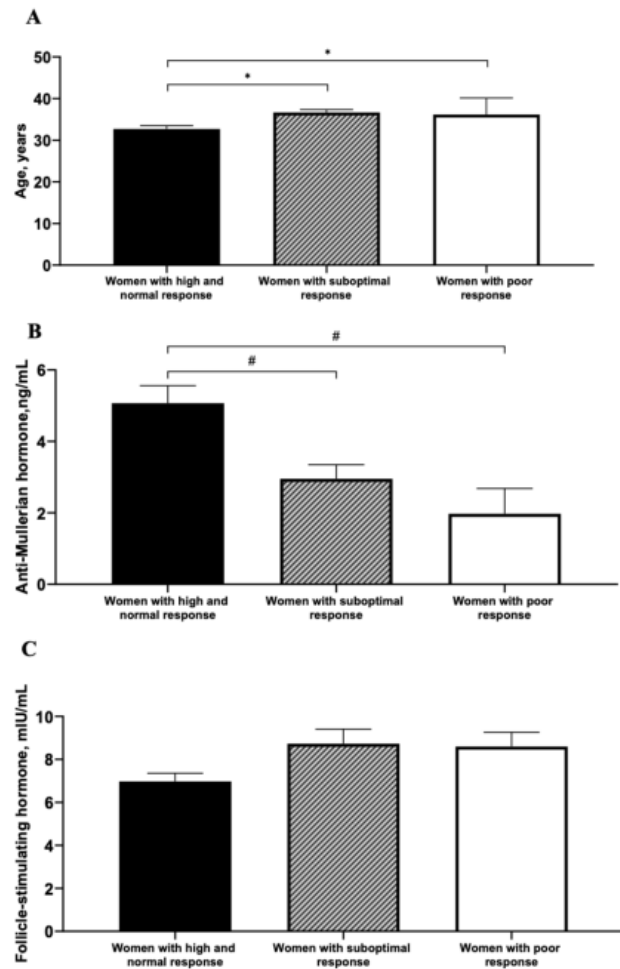 A
Age, years
50
40
30
20
10
0
*
*
Women with high and
normal response
Women with suboptimal
response
Women with poor
response
B
Anti-Mullerian hormone,ng/mL
6
4
2
0
#
#
Women with high and
normal response
Women with suboptimal
response
Women with poor
response
C
Follicle-stimulating hormone, mIU/mL
10
8
6
4
2
0
Women with high and
normal response
Women with suboptimal
response
Women with poor
response